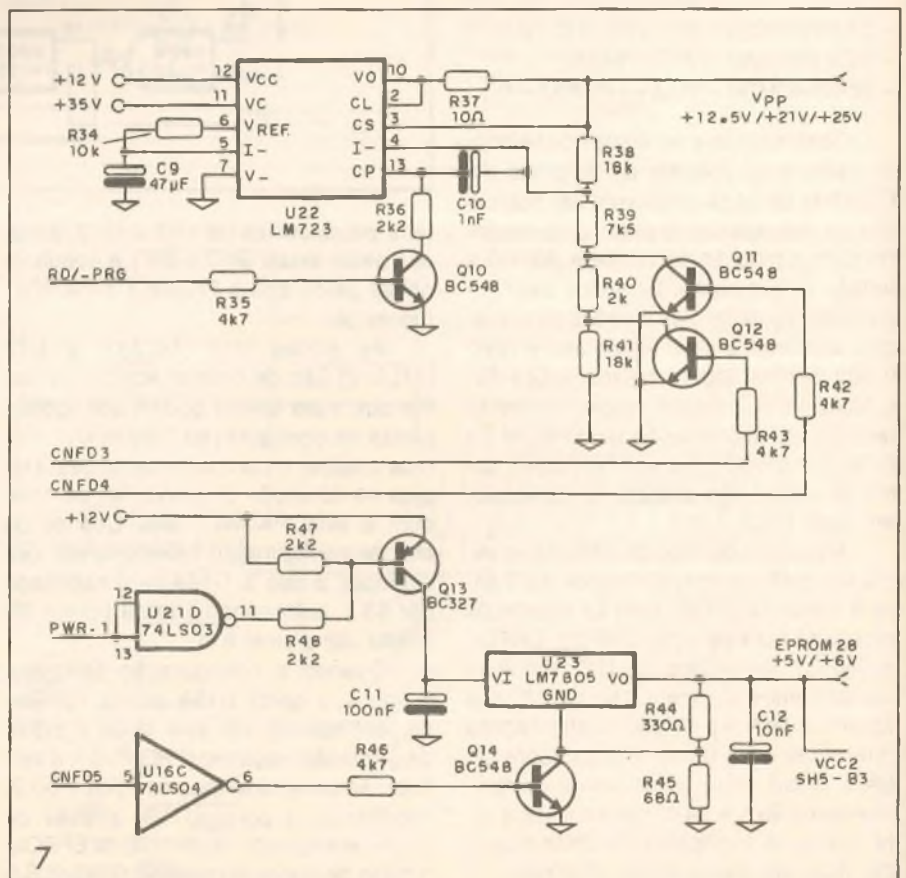 +12V
+35V
R34
10k
C9
47µF
12 VCC
11 VC
6 VREF.
5 I-
7 V-
VO 10
CL 2
CS 3
I- 4
CP 13
U22
LM723
R37
10Ω
VPP
+12.5V/+21V/+25V
R38
18k
C10
1nF
R36
2k2
R39
7k5
Q10
BC548
RD/-PRG
R35
4k7
R40
2k
R41
18k
Q11
BC548
Q12
BC548
R42
4k7
R43
4k7
CNFD3
CNFD4
+12V
R47
2k2
Q13
BC327
12
U21D
11
74LS03
PWR-1
13
R48
2k2
U23
VI LM7805 VO
GND
EPROM 28
+5V/+6V
C11
100nF
R44
330Ω
C12
10nF
CNFD5
5
U16C
6
74LS04
R46
4k7
Q14
BC548
R45
68Ω
VCC2
SH5-B3
7